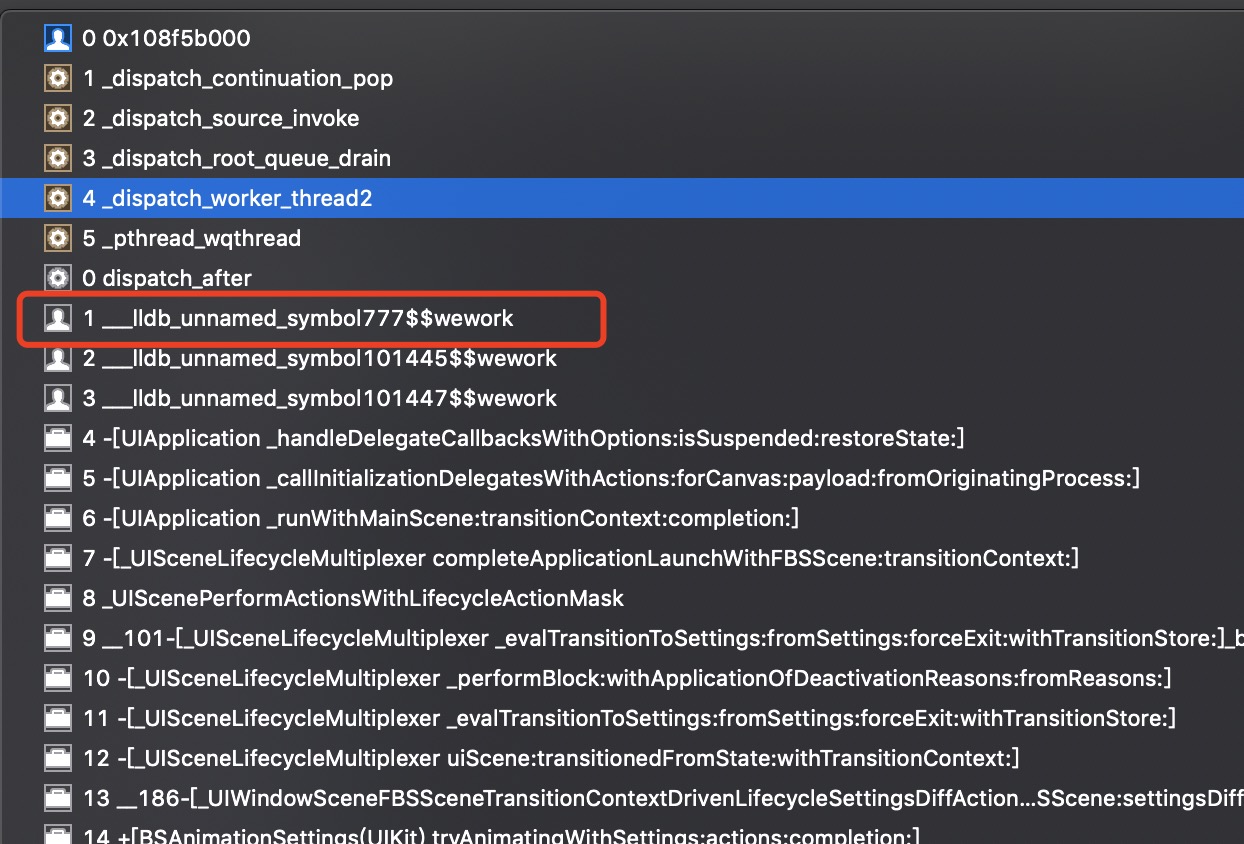 0 0x108f5b000
1 _dispatch_continuation_pop
2 _dispatch_source_invoke
3 _dispatch_root_queue_drain
4 _dispatch_worker_thread2
5 _pthread_wqthread
0 dispatch_after
1 ___lldb_unnamed_symbol777$$wework
2 ___lldb_unnamed_symbol101445$$wework
3 ___lldb_unnamed_symbol101447$$wework
4 -[UIApplication _handleDelegateCallbacksWithOptions:isSuspended:restoreState:]
5 -[UIApplication _callInitializationDelegatesWithActions:forCanvas:payload:fromOriginatingProcess:]
6 -[UIApplication _runWithMainScene:transitionContext:completion:]
7 -[_UISceneLifecycleMultiplexer completeApplicationLaunchWithFBSScene:transitionContext:]
8 _UIScenePerformActionsWithLifecycleActionMask
9 __101-[_UISceneLifecycleMultiplexer _evalTransitionToSettings:fromSettings:forceExit:withTransitionStore:]_b
10 -[_UISceneLifecycleMultiplexer _performBlock:withApplicationOfDeactivationReasons:fromReasons:]
11 -[_UISceneLifecycleMultiplexer _evalTransitionToSettings:fromSettings:forceExit:withTransitionStore:]
12 -[_UISceneLifecycleMultiplexer uiScene:transitionedFromState:withTransitionContext:]
13 __186-[_UIWindowSceneFBSSceneTransitionContextDrivenLifecycleSettingsDiffAction...SScene:settingsDiff
14 +[BSAnimationSettings(UIKit) tryAnimatingWithSettings:actions:completion:]